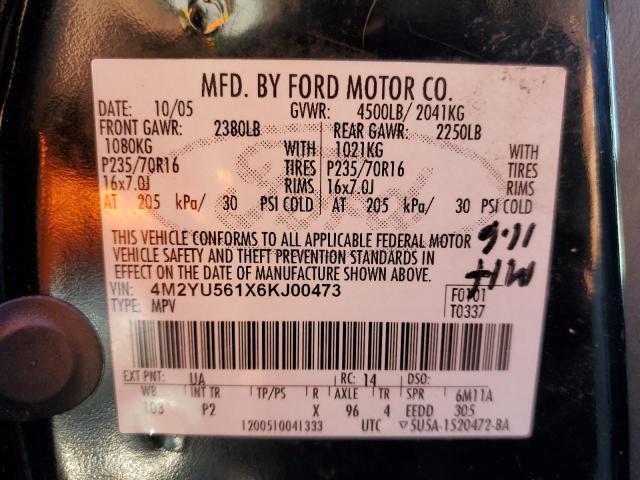 MFD. BY FORD MOTOR CO.
DATE: 10/05 GVWR: 4500LB/ 2041KG
FRONT GAWR: 2380LB REAR GAWR: 2250LB
1080KG WITH 1021KG WITH
P235/70R16 TIRES P235/70R16 TIRES
16x7.0J RIMS 16x7.0J RIMS
AT 205 kPa/ 30 PSI COLD AT 205 kPa/ 30 PSI COLD
THIS VEHICLE CONFORMS TO ALL APPLICABLE FEDERAL MOTOR
VEHICLE SAFETY AND THEFT PREVENTION STANDARDS IN
EFFECT ON THE DATE OF MANUFACTURE SHOWN ABOVE.
VIN: 4M2YU561X6KJ00473
TYPE: MPV
F0101
T0337
EXT PNT: UA RC: 14 DSO:
WB INT TR TP/PS R AXLE TR SPR 6M11A
103 P2 X 96 4 EEDD 305
1200510041333 UTC 5U5A-1520472-BA